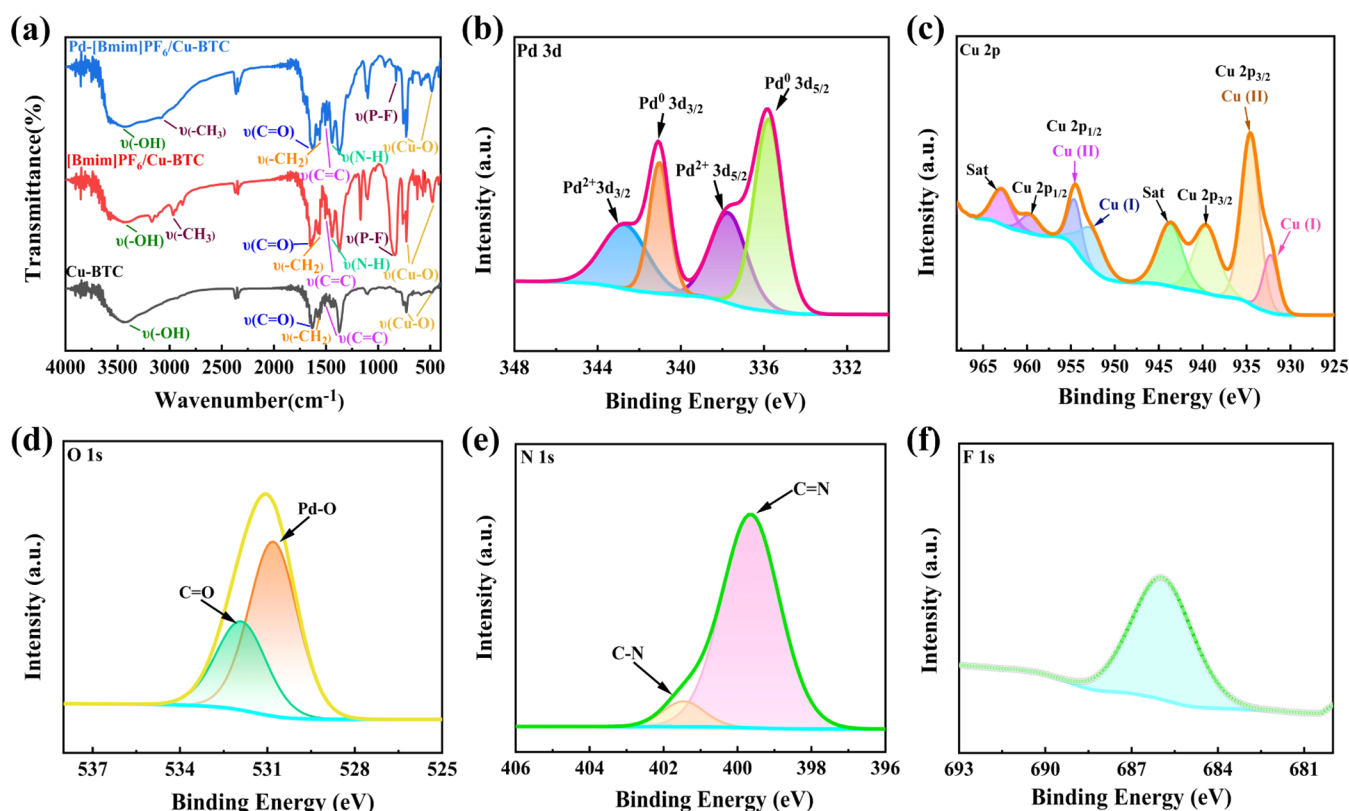 (a)
Pd-[Bmim]PF6/Cu-BTC
υ(-OH)
υ(-CH3)
υ(C=O)
υ(-CH2)
υ(C=C)
υ(N-H)
υ(P-F)
υ(Cu-O)
[Bmim]PF6/Cu-BTC
υ(-OH)
υ(-CH3)
υ(C=O)
υ(-CH2)
υ(C=C)
υ(N-H)
υ(P-F)
υ(Cu-O)
Cu-BTC
υ(-OH)
υ(C=O)
υ(-CH2)
υ(C=C)
υ(Cu-O)
Transmittance(%)
4000 3500 3000 2500 2000 1500 1000 500
Wavenumber(cm-1)
(b)
Pd 3d
Pd2+3d3/2
Pd0 3d3/2
Pd2+ 3d5/2
Pd0 3d5/2
Intensity (a.u.)
348 344 340 336 332
Binding Energy (eV)
(c)
Cu 2p
Sat
Cu 2p1/2
Cu 2p1/2
Cu (II)
Cu (I)
Sat
Cu 2p3/2
Cu 2p3/2
Cu (II)
Cu (I)
Intensity (a.u.)
965 960 955 950 945 940 935 930 925
Binding Energy (eV)
(d)
O 1s
Pd-O
C=O
Intensity (a.u.)
537 534 531 528 525
Binding Energy (eV)
(e)
N 1s
C=N
C-N
Intensity (a.u.)
406 404 402 400 398 396
Binding Energy (eV)
(f)
F 1s
Intensity (a.u.)
693 690 687 684 681
Binding Energy (eV)